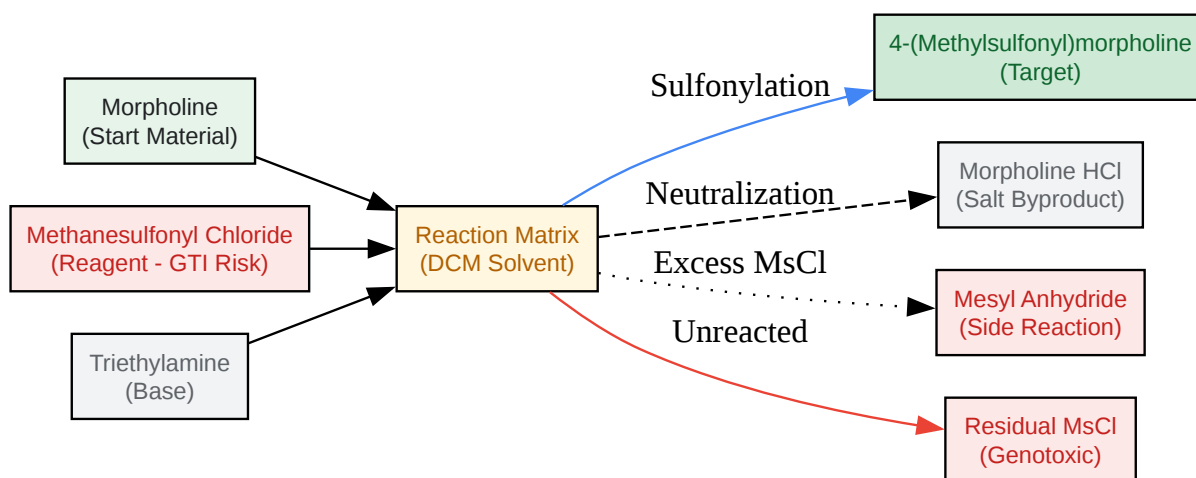 Morpholine
(Start Material)
Methanesulfonyl Chloride
(Reagent - GTI Risk)
Triethylamine
(Base)
Reaction Matrix
(DCM Solvent)
Sulfonylation
Neutralization
Excess MsCl
Unreacted
4-(Methylsulfonyl)morpholine
(Target)
Morpholine HCl
(Salt Byproduct)
Mesyl Anhydride
(Side Reaction)
Residual MsCl
(Genotoxic)